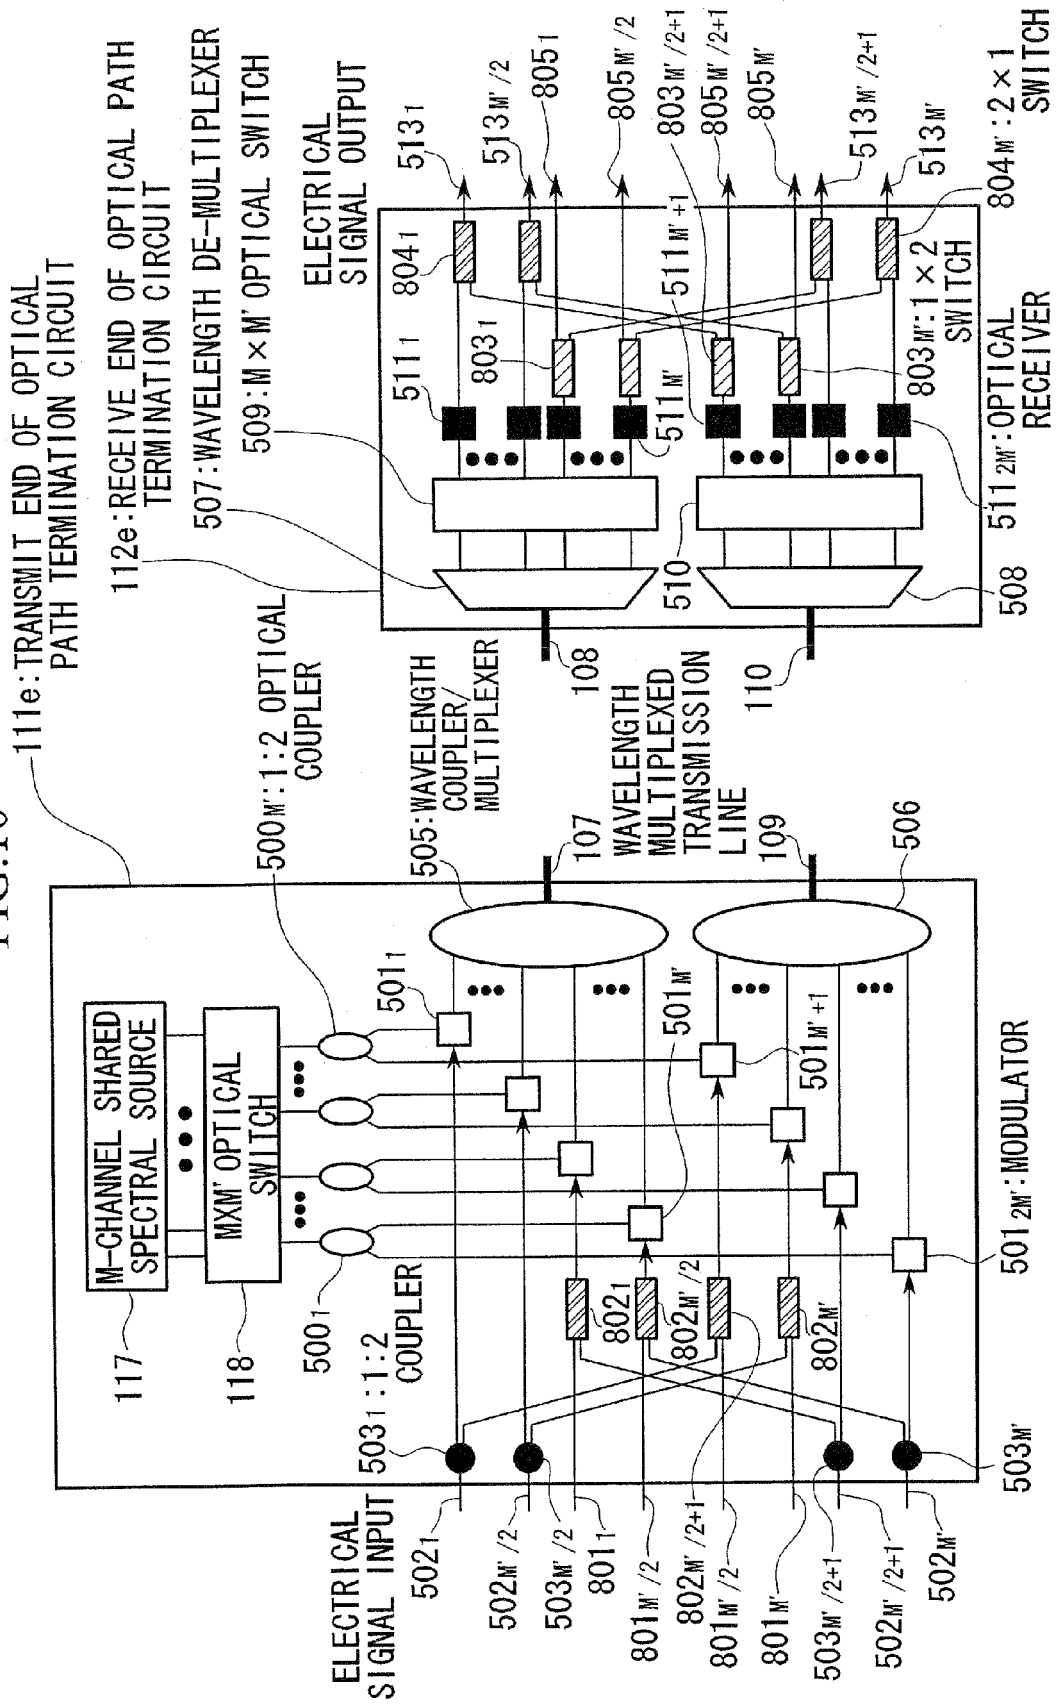 FIG.10
111e:TRANSMIT END OF OPTICAL
PATH TERMINATION CIRCUIT
112e:RECEIVE END OF OPTICAL PATH
TERMINATION CIRCUIT
117
M-CHANNEL SHARED
SPECTRAL SOURCE
118
MXM' OPTICAL
SWITCH
500M':1:2 OPTICAL
COUPLER
5001
5031:1:2
COUPLER
505:WAVELENGTH
COUPLER/
MULTIPLEXER
507:WAVELENGTH DE-MULTIPLEXER
509:M×M' OPTICAL SWITCH
ELECTRICAL
SIGNAL INPUT
5021
502M'/2
503M'/2
8011
801M'/2
802M'/2+1
801M'/2
801M'
503M'/2+1
502M'/2+1
502M'
503M'
8021
802M'/2
802M'
5011
501M'
501M'+1
5012M':MODULATOR
107
WAVELENGTH
MULTIPLEXED
TRANSMISSION
LINE
109
506
108
110
510
508
5111
511M'
511M'+1
5112M':OPTICAL
RECEIVER
8031
803M':1×2
SWITCH
8041
ELECTRICAL
SIGNAL OUTPUT
5131
513M'/2
8051
805M'/2
803M'/2+1
805M'/2+1
805M'
513M'/2+1
513M'
804M':2×1
SWITCH